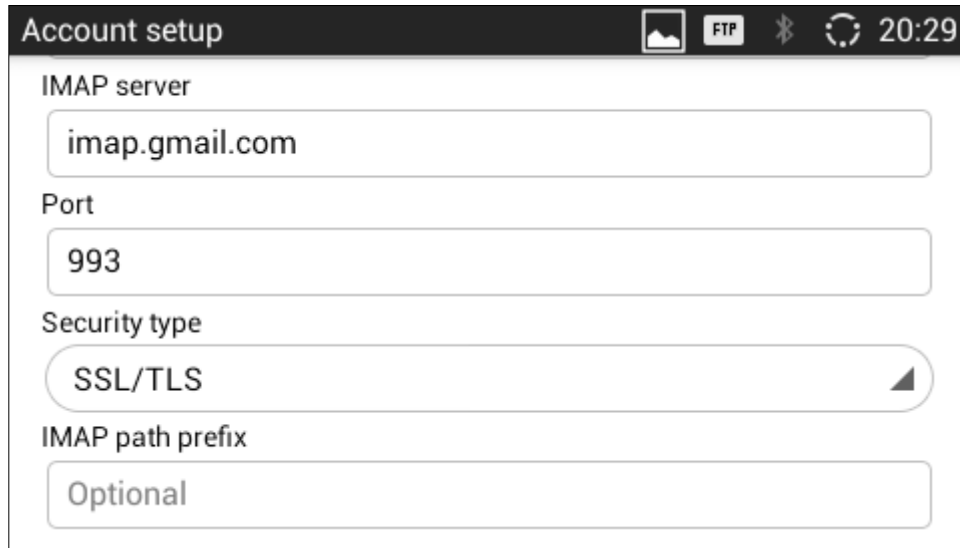 Account setup
FTP
20:29
IMAP server
imap.gmail.com
Port
993
Security type
SSL/TLS
IMAP path prefix
Optional